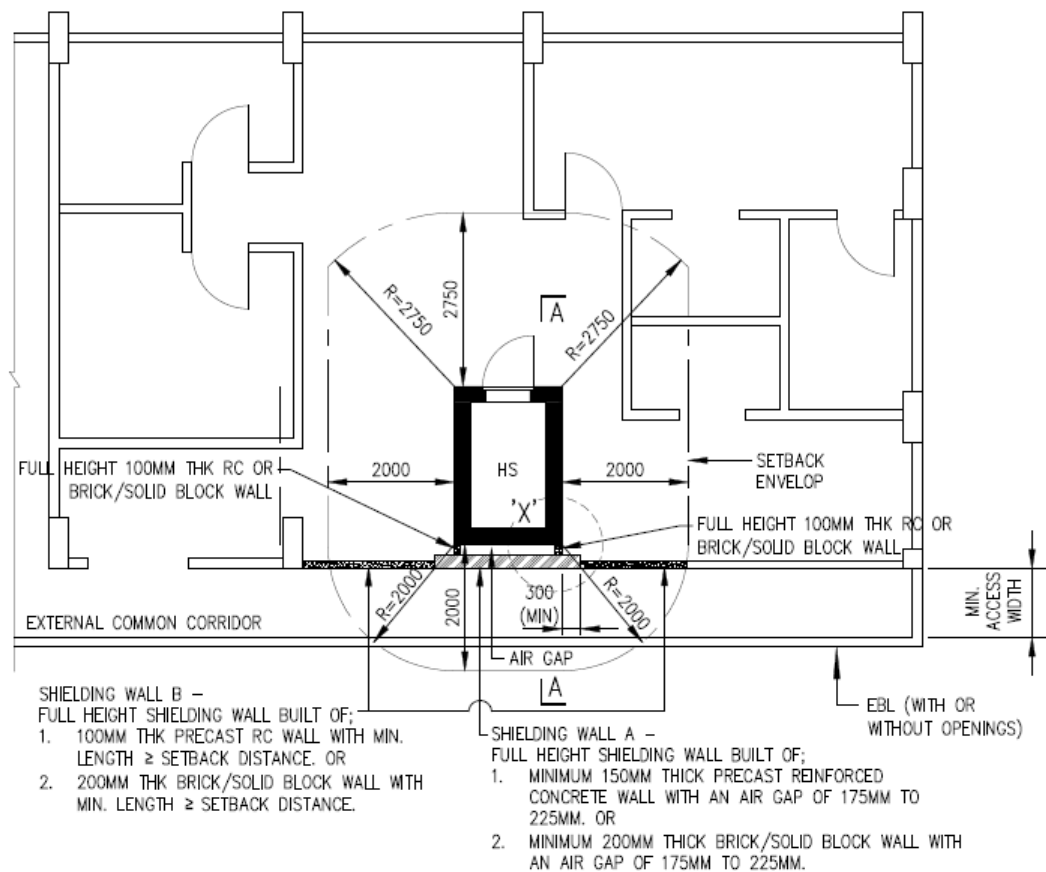 R=2750
2750
A
R=2750
FULL HEIGHT 100MM THK RC OR
BRICK/SOLID BLOCK WALL
2000
HS
2000
SETBACK
ENVELOP
'X'
FULL HEIGHT 100MM THK RC OR
BRICK/SOLID BLOCK WALL
R=2000
2000
300
(MIN)
R=2000
MIN.
ACCESS
WIDTH
EXTERNAL COMMON CORRIDOR
AIR GAP
A
SHIELDING WALL B –
FULL HEIGHT SHIELDING WALL BUILT OF;
1. 100MM THK PRECAST RC WALL WITH MIN.
LENGTH ≥ SETBACK DISTANCE. OR
2. 200MM THK BRICK/SOLID BLOCK WALL WITH
MIN. LENGTH ≥ SETBACK DISTANCE.
SHIELDING WALL A –
FULL HEIGHT SHIELDING WALL BUILT OF;
1. MINIMUM 150MM THICK PRECAST REINFORCED
CONCRETE WALL WITH AN AIR GAP OF 175MM TO
225MM. OR
2. MINIMUM 200MM THICK BRICK/SOLID BLOCK WALL WITH
AN AIR GAP OF 175MM TO 225MM.
EBL (WITH OR
WITHOUT OPENINGS)